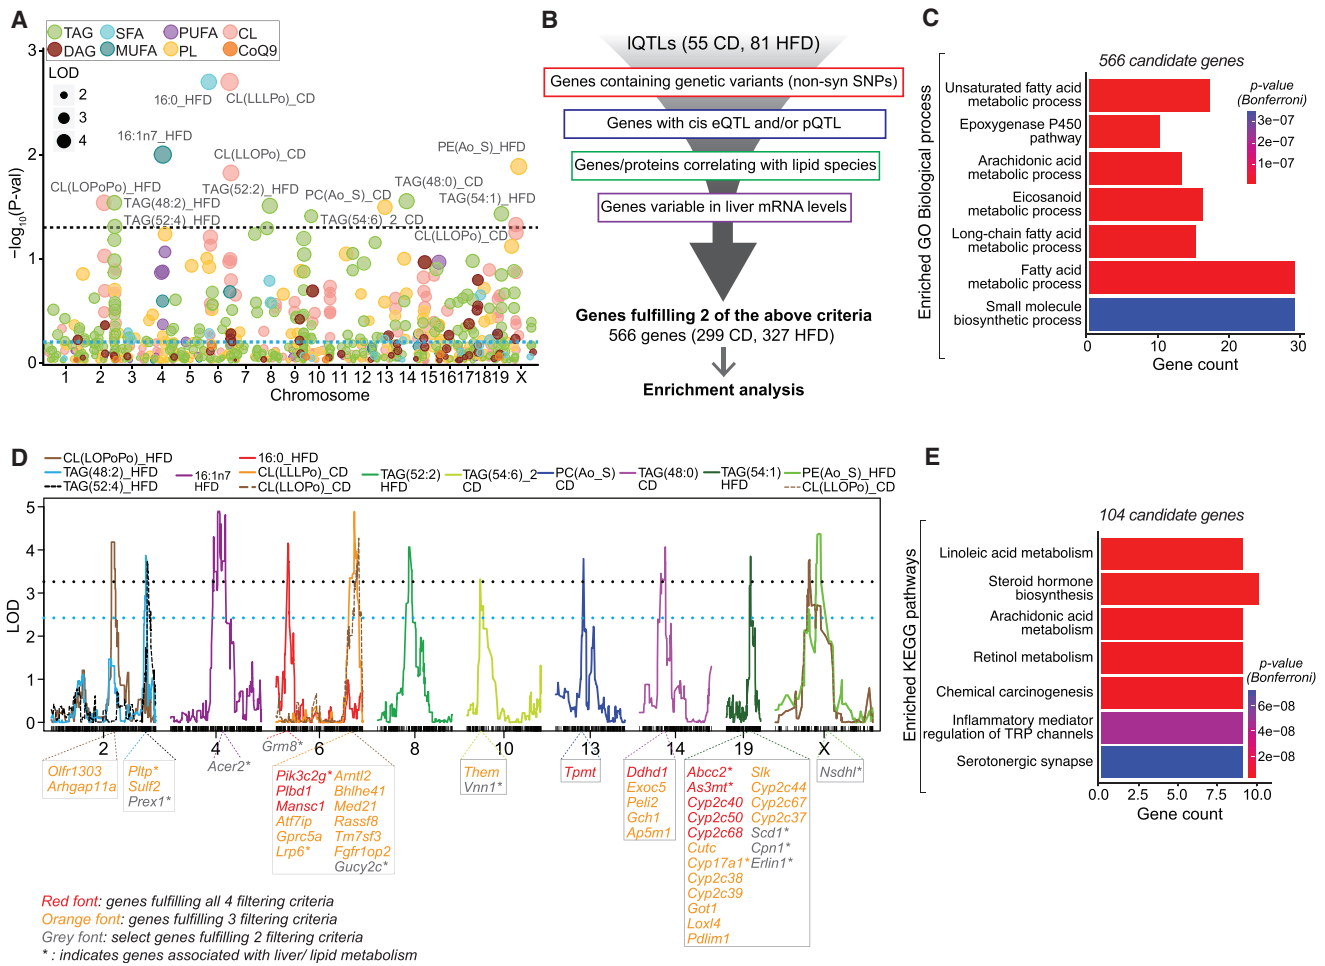 A
TAG SFA PUFA CL
DAG MUFA PL CoQ9
LOD
2
3
4
−log10(P-val)
3
2
1
0
16:0_HFD
CL(LLLPo)_CD
16:1n7_HFD
CL(LLOPo)_CD
PE(Ao_S)_HFD
CL(LOPoPo)_HFD
TAG(48:2)_HFD
TAG(52:4)_HFD
TAG(52:2)_HFD
PC(Ao_S)_CD
TAG(54:6)_2_CD
TAG(48:0)_CD
TAG(54:1)_HFD
CL(LLOPo)_CD
1 2 3 4 5 6 7 8 9 10 11 12 13 14 15 16 17 18 19 X
Chromosome
B
lQTLs (55 CD, 81 HFD)
Genes containing genetic variants (non-syn SNPs)
Genes with cis eQTL and/or pQTL
Genes/proteins correlating with lipid species
Genes variable in liver mRNA levels
Genes fulfilling 2 of the above criteria
566 genes (299 CD, 327 HFD)
Enrichment analysis
C
566 candidate genes
Enriched GO Biological process
Unsaturated fatty acid
metabolic process
Epoxygenase P450
pathway
Arachidonic acid
metabolic process
Eicosanoid
metabolic process
Long-chain fatty acid
metabolic process
Fatty acid
metabolic process
Small molecule
biosynthetic process
0 10 20 30
Gene count
p-value
(Bonferroni)
3e−07
2e−07
1e−07
D
CL(LOPoPo)_HFD
TAG(48:2)_HFD
TAG(52:4)_HFD
16:1n7
HFD
16:0_HFD
CL(LLLPo)_CD
CL(LLOPo)_CD
TAG(52:2)
HFD
TAG(54:6)_2
CD
PC(Ao_S)
CD
TAG(48:0)
CD
TAG(54:1)
HFD
PE(Ao_S)_HFD
CL(LLOPo)_CD
LOD
5
4
3
2
1
0
2 4 6 8 10 13 14 19 X
Olfr1303
Arhgap11a
Pltp*
Sulf2
Prex1*
Acer2*
Grm8*
Pik3c2g*
Plbd1
Mansc1
Atf7ip
Gprc5a
Lrp6*
Arntl2
Bhlhe41
Med21
Rassf8
Tm7sf3
Fgfr1op2
Gucy2c*
Them
Vnn1*
Tpmt
Ddhd1
Exoc5
Peli2
Gch1
Ap5m1
Abcc2*
As3mt*
Cyp2c40
Cyp2c50
Cyp2c68
Cutc
Cyp17a1*
Cyp2c38
Cyp2c39
Got1
Loxl4
Pdlim1
Slk
Cyp2c44
Cyp2c67
Cyp2c37
Scd1*
Cpn1*
Erlin1*
Nsdhl*
Red font: genes fulfilling all 4 filtering criteria
Orange font: genes fulfilling 3 filtering criteria
Grey font: select genes fulfilling 2 filtering criteria
* : indicates genes associated with liver/ lipid metabolism
E
104 candidate genes
Enriched KEGG pathways
Linoleic acid metabolism
Steroid hormone
biosynthesis
Arachidonic acid
metabolism
Retinol metabolism
Chemical carcinogenesis
Inflammatory mediator
regulation of TRP channels
Serotonergic synapse
0.0 2.5 5.0 7.5 10.0
Gene count
p-value
(Bonferroni)
6e−08
4e−08
2e−08